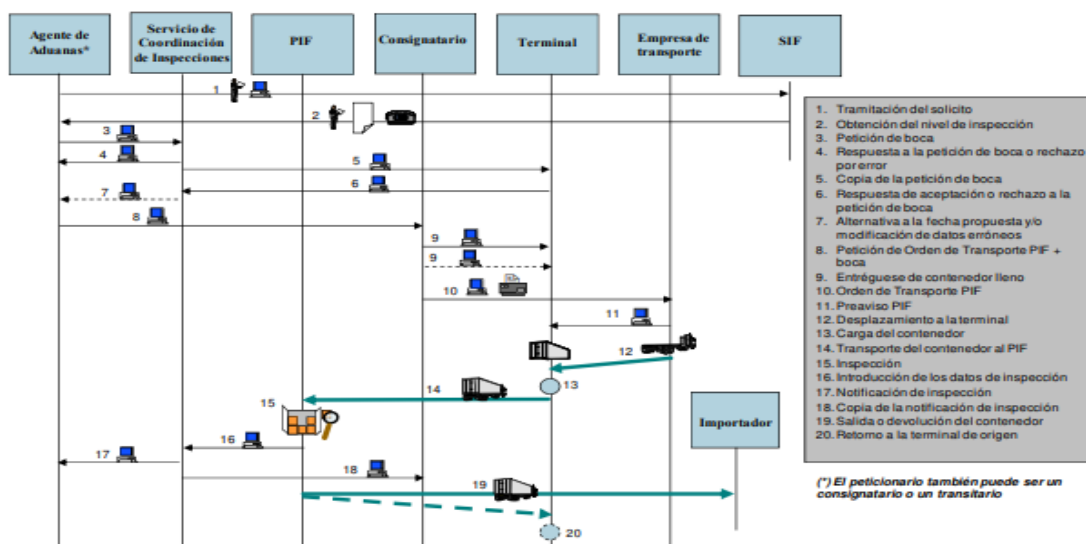 Agente de
Aduanas*
Servicio de
Coordinación
de Inspecciones
PIF
Consignatario
Terminal
Empresa de
transporte
SIF
1
2
3
4
5
6
7
8
9
9
10
11
12
13
14
15
16
17
18
19
20
Importador
1. Tramitación del solicito
2. Obtención del nivel de inspección
3. Petición de boca
4. Respuesta a la petición de boca o rechazo
por error
5. Copia de la petición de boca
6. Respuesta de aceptación o rechazo a la
petición de boca
7. Alternativa a la fecha propuesta y/o
modificación de datos erróneos
8. Petición de Orden de Transporte PIF +
boca
9. Entréguese de contenedor lleno
10. Orden de Transporte PIF
11. Preaviso PIF
12. Desplazamiento a la terminal
13. Carga del contenedor
14. Transporte del contenedor al PIF
15. Inspección
16. Introducción de los datos de inspección
17. Notificación de inspección
18. Copia de la notificación de inspección
19. Salida o devolución del contenedor
20. Retorno a la terminal de origen
(*) El peticionario también puede ser un
consignatario o un transitario